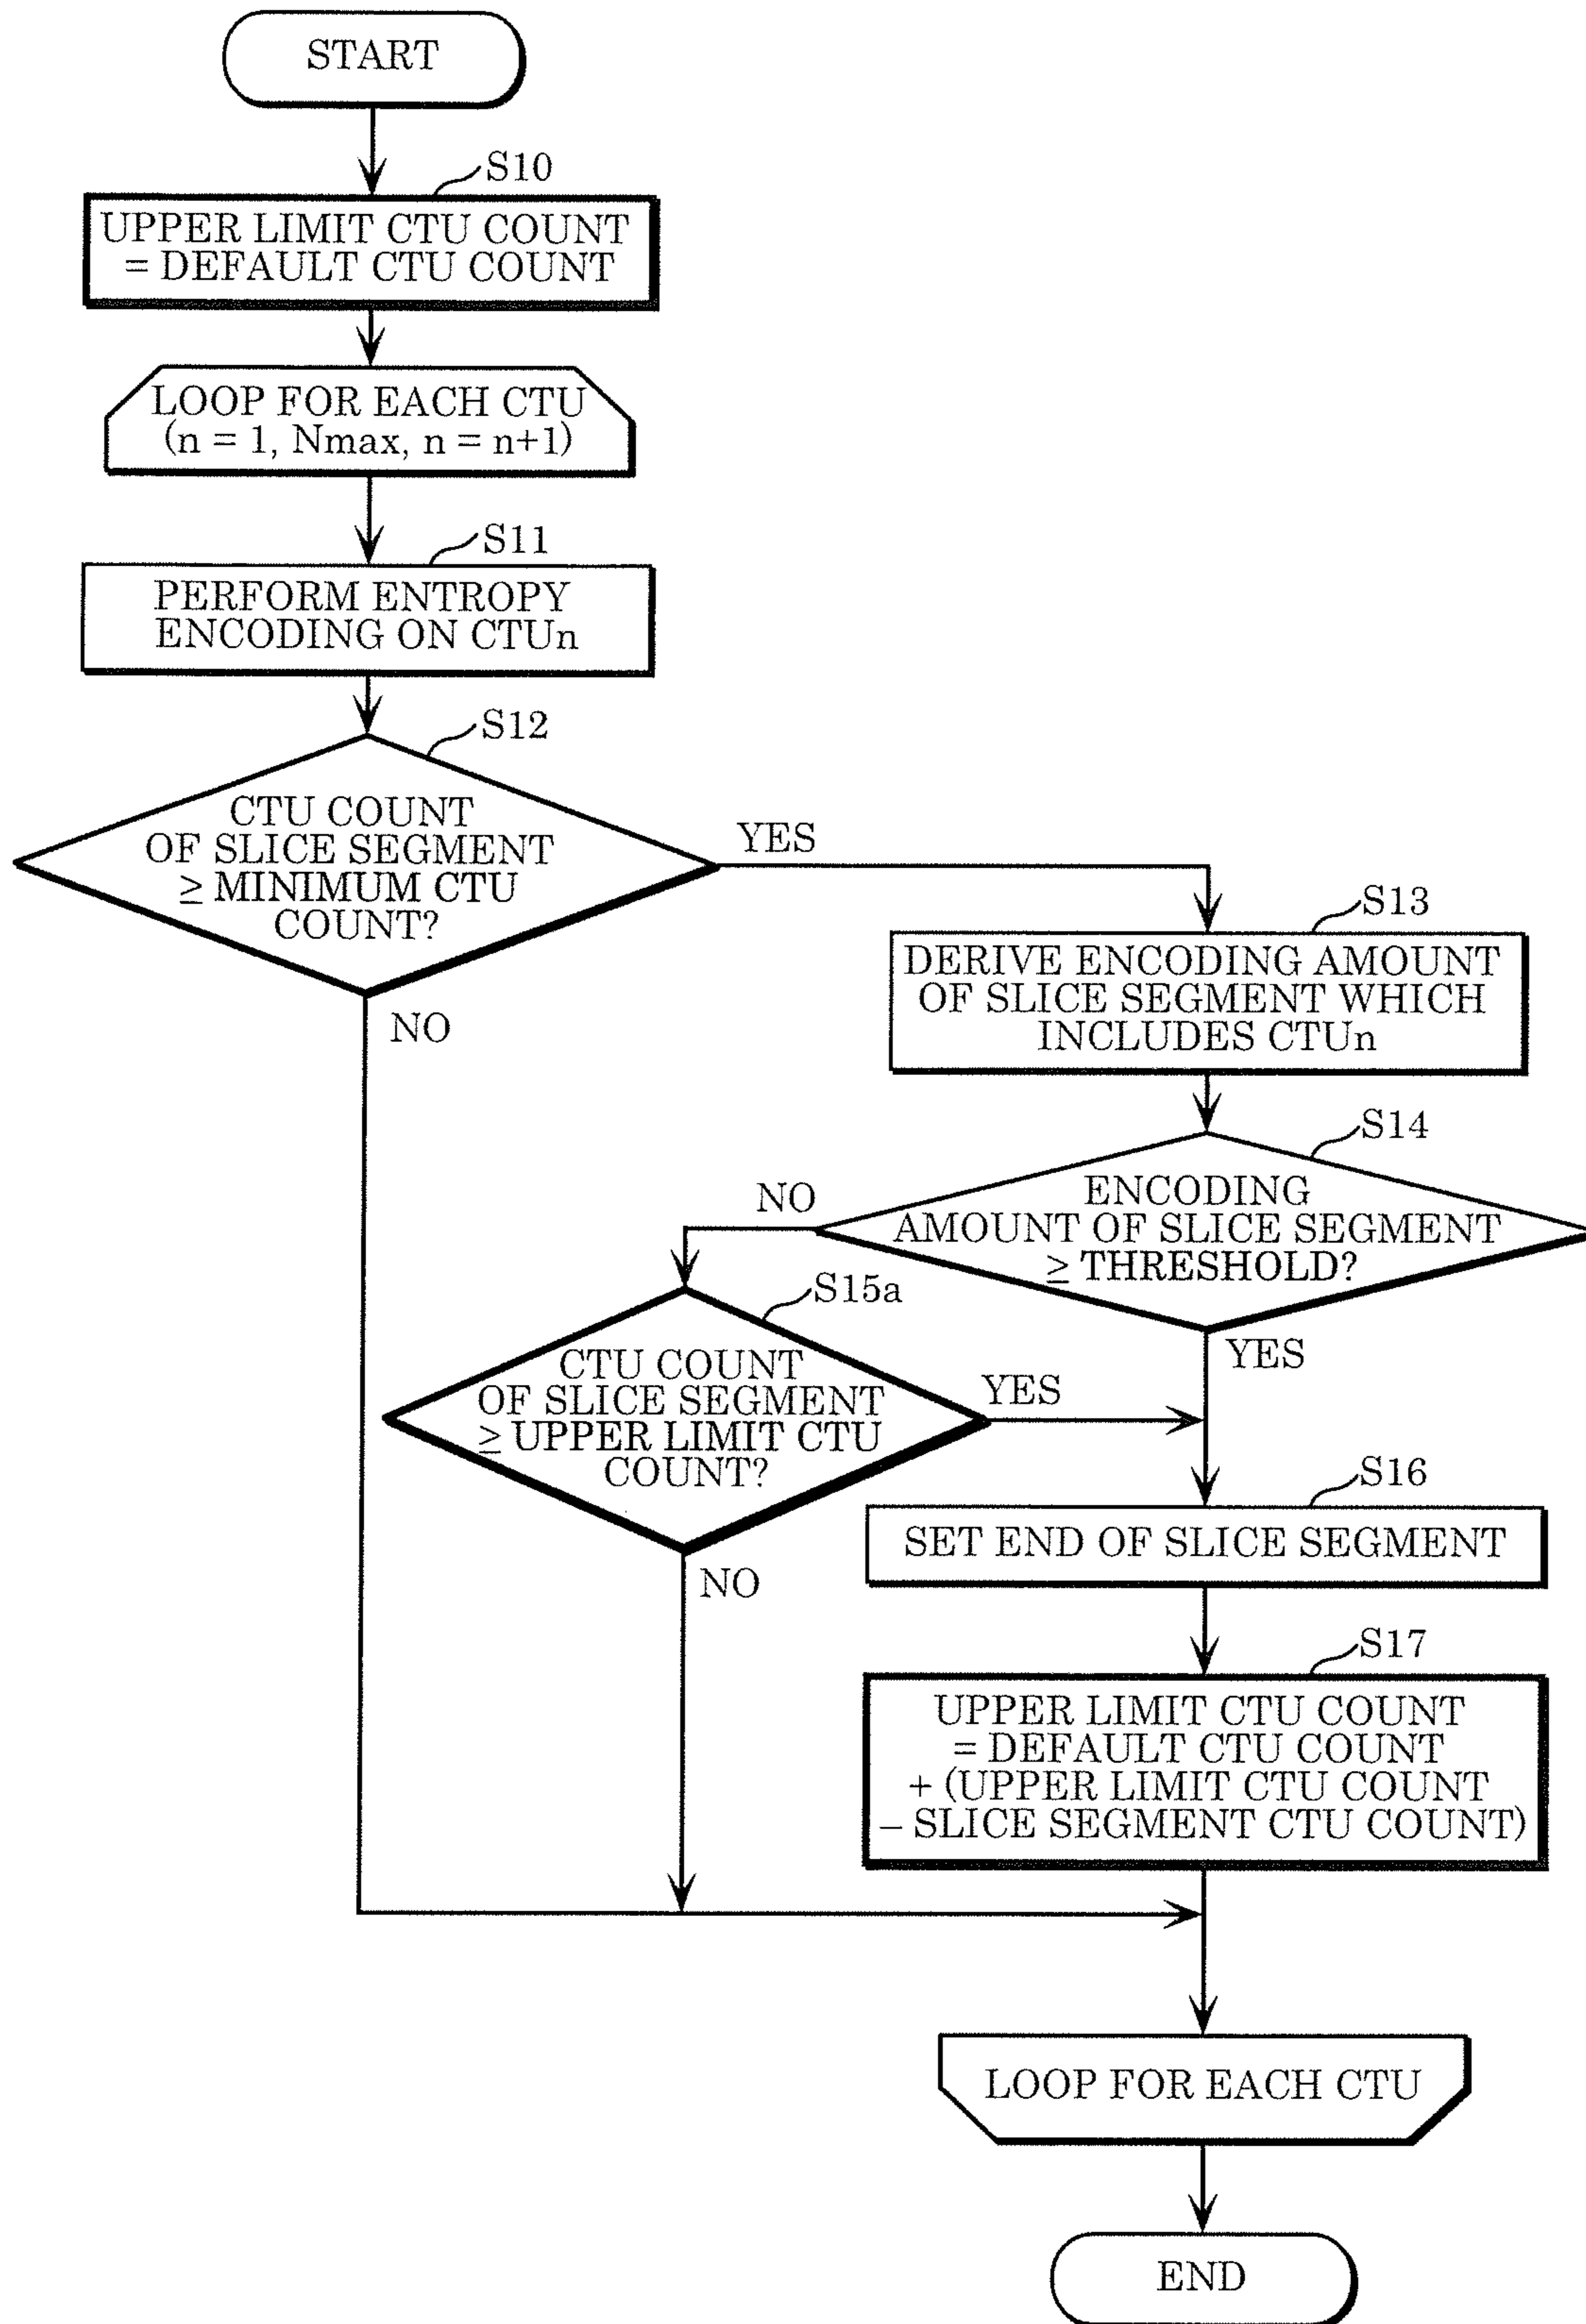 START
S10
UPPER LIMIT CTU COUNT
= DEFAULT CTU COUNT
LOOP FOR EACH CTU
(n = 1, Nmax, n = n+1)
S11
PERFORM ENTROPY
ENCODING ON CTUn
S12
CTU COUNT
OF SLICE SEGMENT
≥ MINIMUM CTU
COUNT?
YES
NO
S13
DERIVE ENCODING AMOUNT
OF SLICE SEGMENT WHICH
INCLUDES CTUn
S14
ENCODING
AMOUNT OF SLICE SEGMENT
≥ THRESHOLD?
NO
YES
S15a
CTU COUNT
OF SLICE SEGMENT
≥ UPPER LIMIT CTU
COUNT?
YES
NO
S16
SET END OF SLICE SEGMENT
S17
UPPER LIMIT CTU COUNT
= DEFAULT CTU COUNT
+ (UPPER LIMIT CTU COUNT
– SLICE SEGMENT CTU COUNT)
LOOP FOR EACH CTU
END